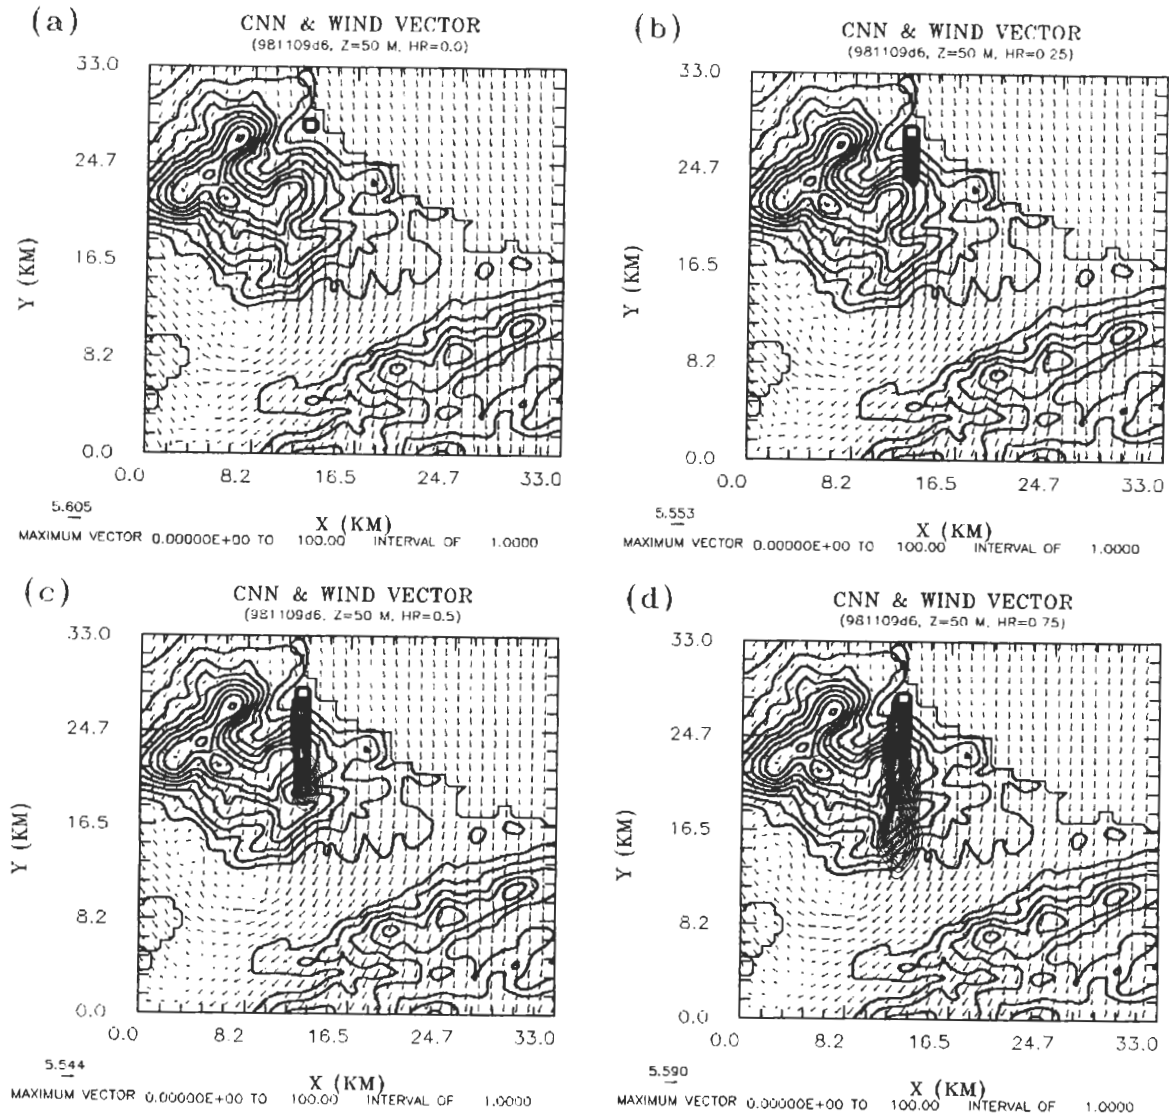 (a)
CNN & WIND VECTOR
(981109d6, Z=50 M, HR=0.0)
33.0
24.7
16.5
8.2
0.0
Y (KM)
0.0 8.2 16.5 24.7 33.0
X (KM)
5.605
MAXIMUM VECTOR 0.00000E+00 TO 100.00 INTERVAL OF 1.0000
(b)
CNN & WIND VECTOR
(981109d6, Z=50 M, HR=0.25)
33.0
24.7
16.5
8.2
0.0
Y (KM)
0.0 8.2 16.5 24.7 33.0
X (KM)
5.553
MAXIMUM VECTOR 0.00000E+00 TO 100.00 INTERVAL OF 1.0000
(c)
CNN & WIND VECTOR
(981109d6, Z=50 M, HR=0.5)
33.0
24.7
16.5
8.2
0.0
Y (KM)
0.0 8.2 16.5 24.7 33.0
X (KM)
5.544
MAXIMUM VECTOR 0.00000E+00 TO 100.00 INTERVAL OF 1.0000
(d)
CNN & WIND VECTOR
(981109d6, Z=50 M, HR=0.75)
33.0
24.7
16.5
8.2
0.0
Y (KM)
0.0 8.2 16.5 24.7 33.0
X (KM)
5.590
MAXIMUM VECTOR 0.00000E+00 TO 100.00 INTERVAL OF 1.0000